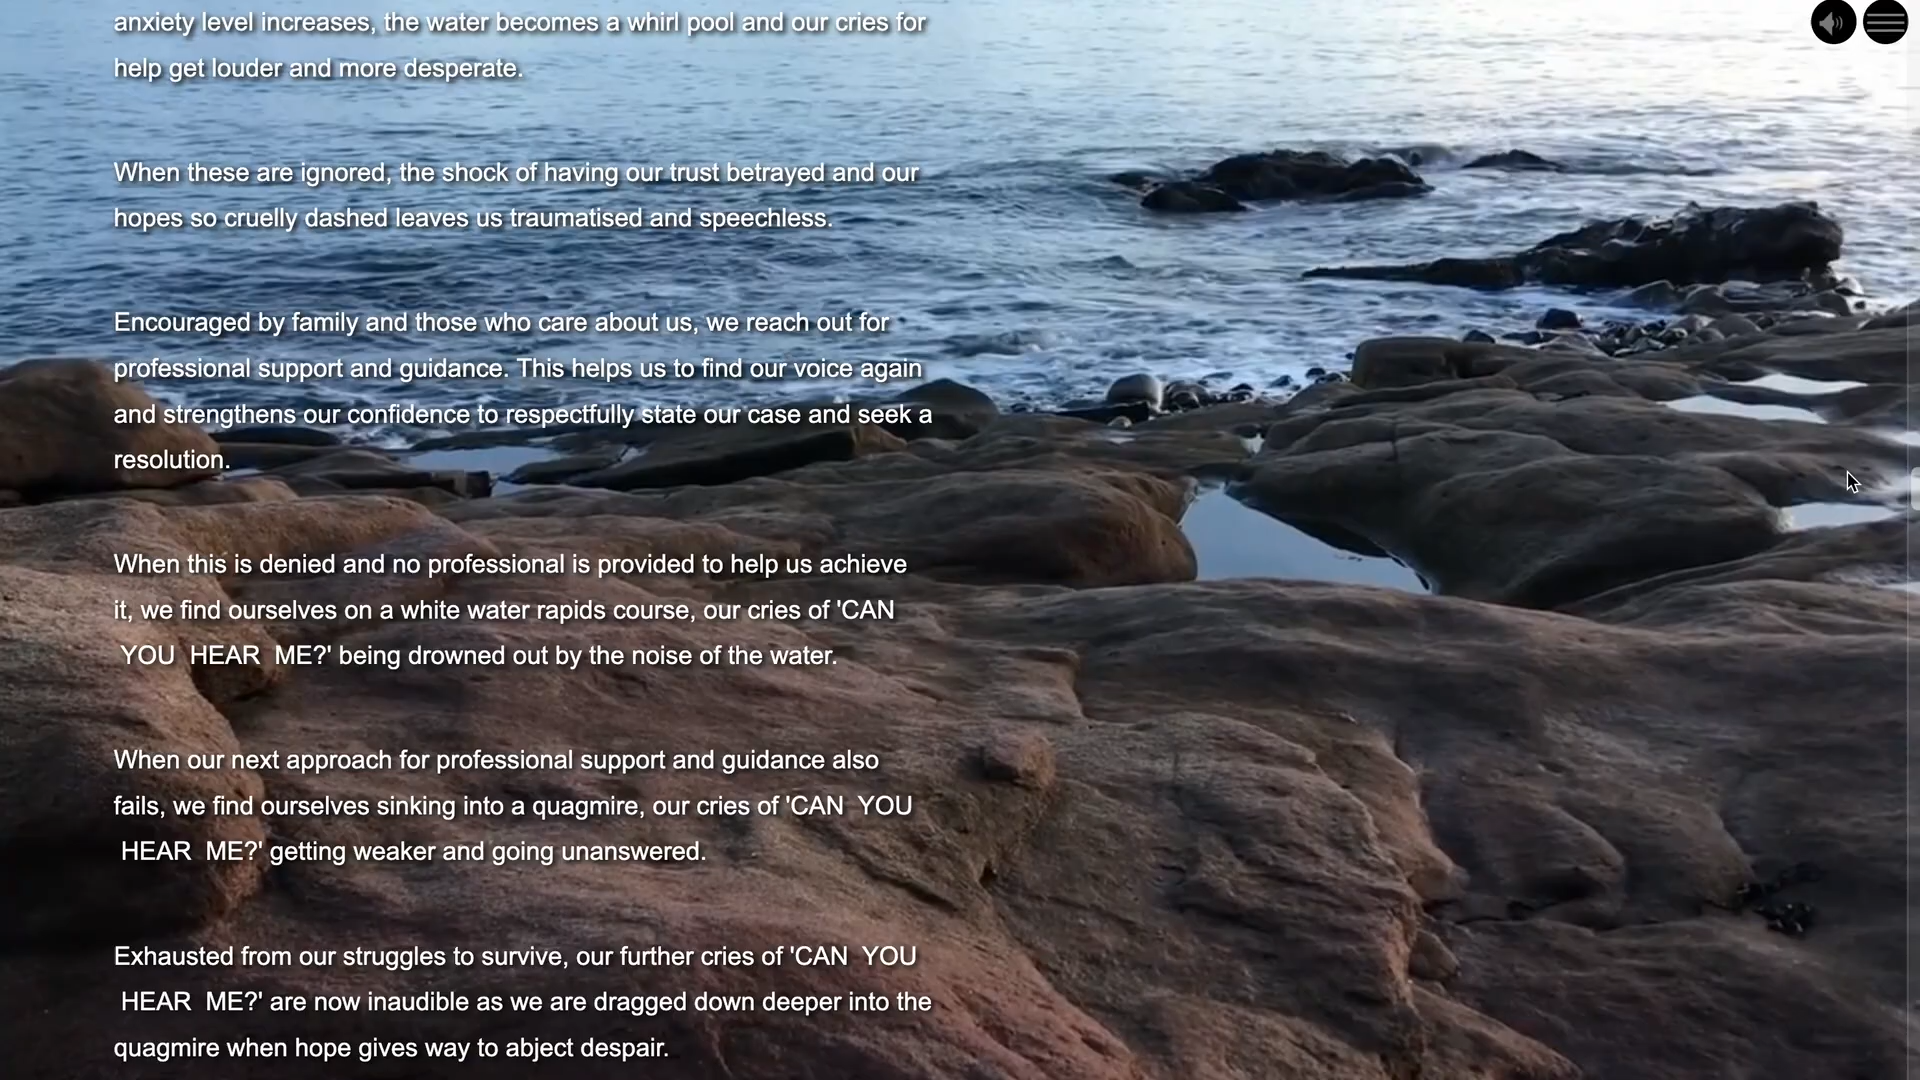 anxiety level increases, the water becomes a whirl pool and our cries for
help get louder and more desperate.
When these are ignored, the shock of having our trust betrayed and our
hopes so cruelly dashed leaves us traumatised and speechless.
Encouraged by family and those who care about us, we reach out for
professional support and guidance. This helps us to find our voice again
and strengthens our confidence to respectfully state our case and seek a
resolution.
When this is denied and no professional is provided to help us achieve
it, we find ourselves on a white water rapids course, our cries of 'CAN
YOU HEAR ME?' being drowned out by the noise of the water.
When our next approach for professional support and guidance also
fails, we find ourselves sinking into a quagmire, our cries of 'CAN YOU
HEAR ME?' getting weaker and going unanswered.
Exhausted from our struggles to survive, our further cries of 'CAN YOU
HEAR ME?' are now inaudible as we are dragged down deeper into the
quagmire when hope gives way to abject despair.